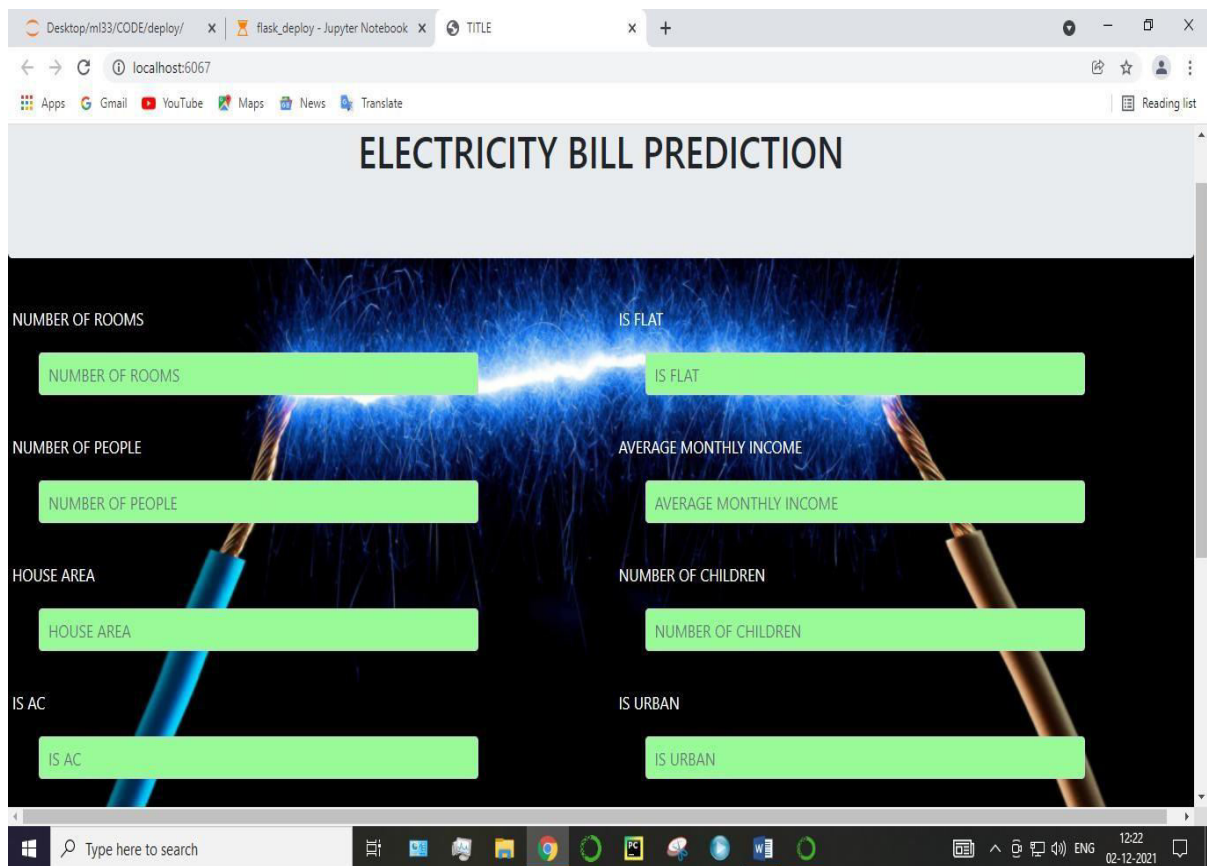 Desktop/ml33/CODE/deploy/ flask_deploy - Jupyter Notebook TITLE
localhost:6067
Apps Gmail YouTube Maps News Translate Reading list
ELECTRICITY BILL PREDICTION
NUMBER OF ROOMS IS FLAT
NUMBER OF ROOMS IS FLAT
NUMBER OF PEOPLE AVERAGE MONTHLY INCOME
NUMBER OF PEOPLE AVERAGE MONTHLY INCOME
HOUSE AREA NUMBER OF CHILDREN
HOUSE AREA NUMBER OF CHILDREN
IS AC IS URBAN
IS AC IS URBAN
Type here to search ENG 12:22
02-12-2021